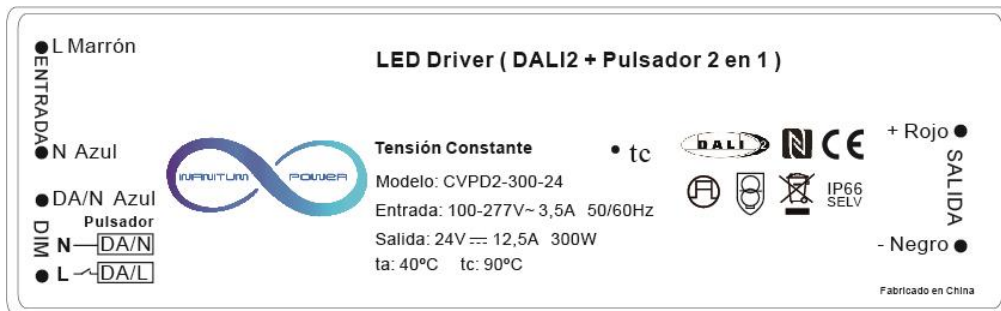 LED Driver ( DALI2 + Pulsador 2 en 1 )
ENTRADA
L Marrón
N Azul
DIM
DA/N Azul
Pulsador
N DA/N
L DA/L
INFINITUM POWER
Tensión Constante
• tc
Modelo: CVPD2-300-24
Entrada: 100-277V~ 3,5A 50/60Hz
Salida: 24V ⎓ 12,5A 300W
ta: 40ºC tc: 90ºC
DALI 2
N CE
IP66
SELV
+ Rojo
SALIDA
- Negro
Fabricado en China